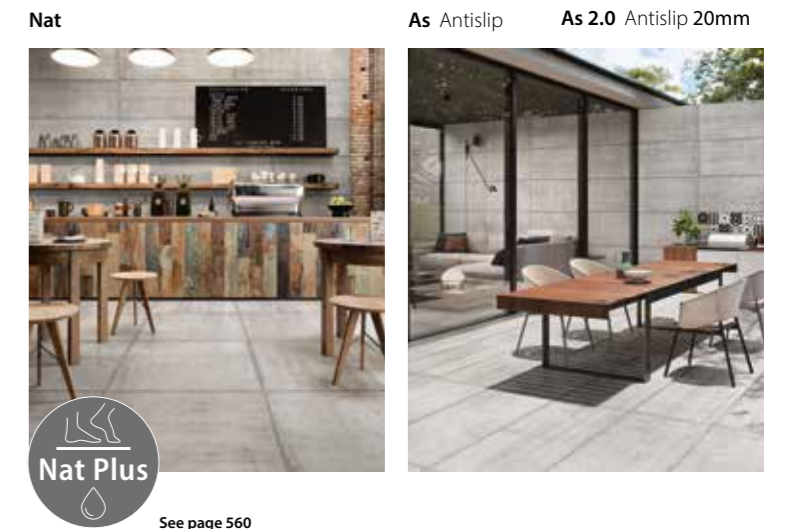 Nat
As Antislip
As 2.0 Antislip 20mm
Nat Plus
See page 560